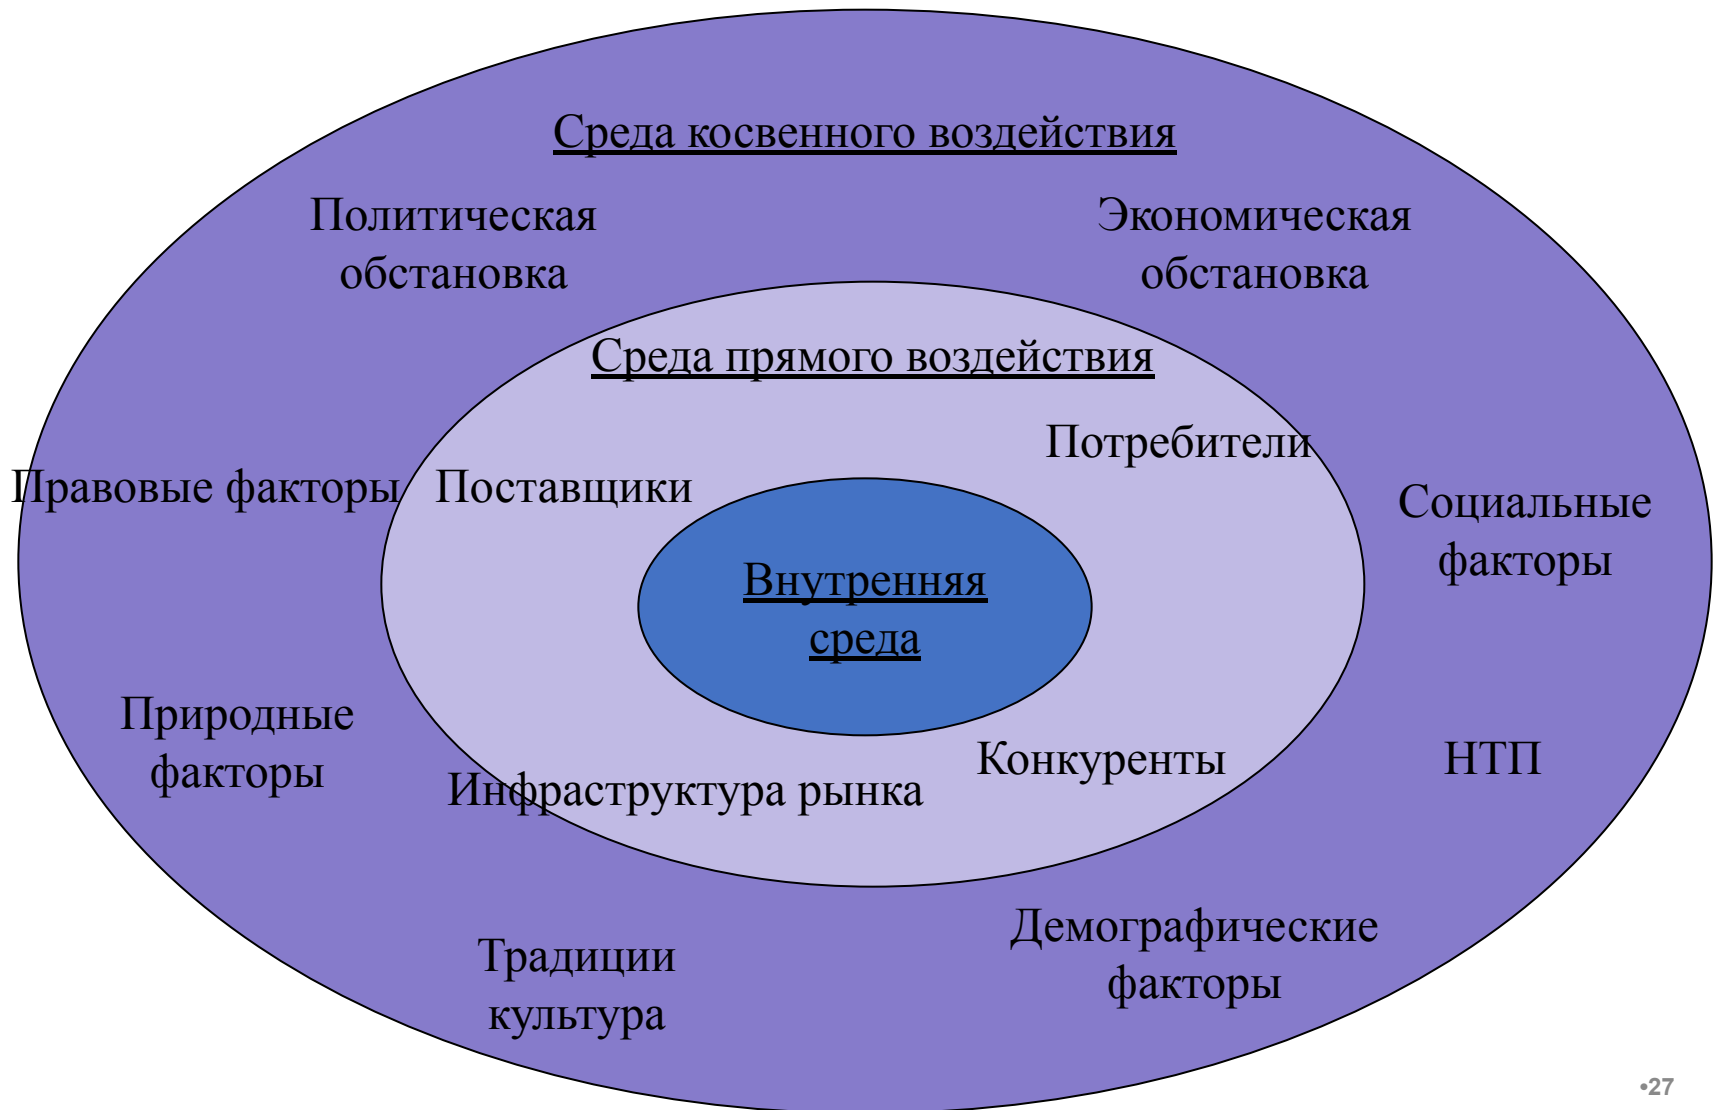 Среда косвенного воздействия
Политическая
обстановка
Экономическая
обстановка
Среда прямого воздействия
Потребители
Правовые факторы
Поставщики
Социальные
факторы
Внутренняя
среда
Природные
факторы
Инфраструктура рынка
Конкуренты
НТП
Традиции
культура
Демографические
факторы
•27